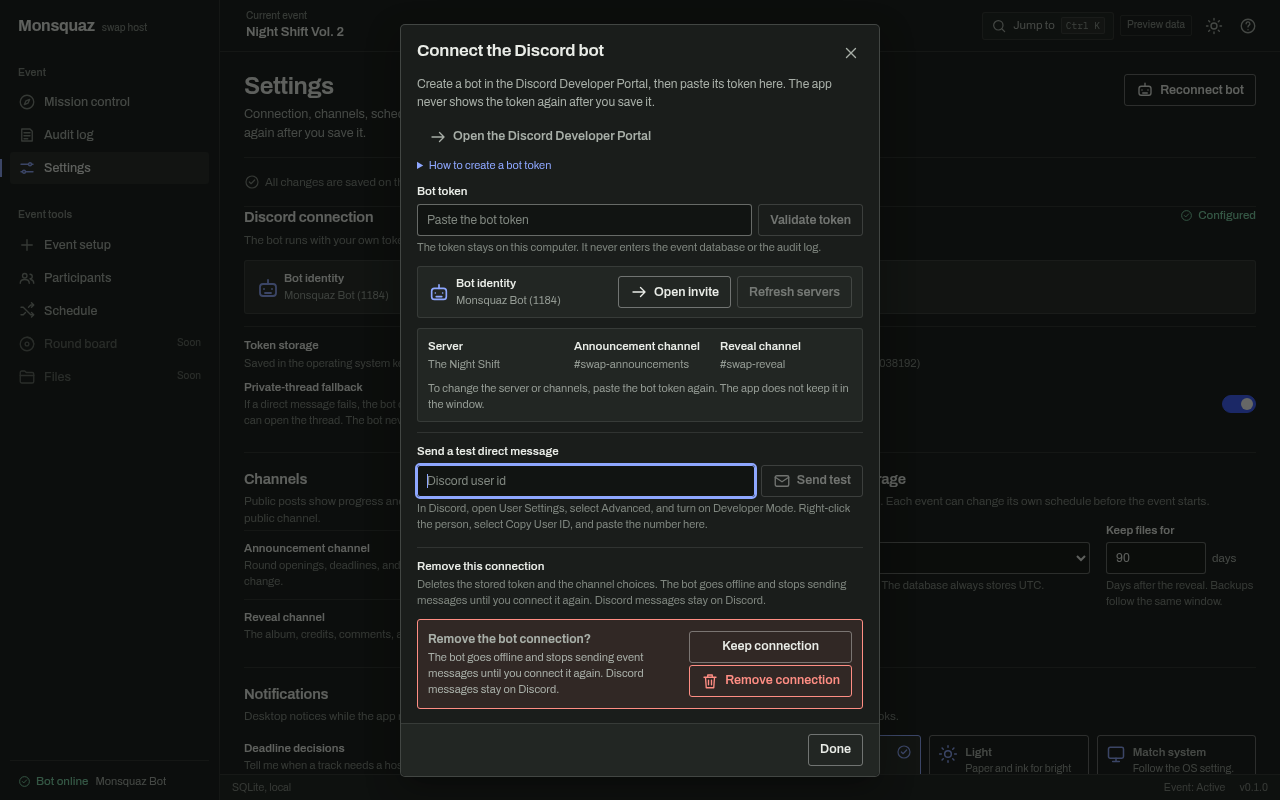 Monsquaz swap host
Current event
Night Shift Vol. 2
Jump to Ctrl K
Preview data
Event
Mission control
Audit log
Settings
Event tools
Event setup
Participants
Schedule
Round board Soon
Files Soon
Bot online Monsquaz Bot
Settings
Connection, channels, sched
again after you save it.
Reconnect bot
All changes are saved on th
Discord connection
Configured
The bot runs with your own toke
Bot identity
Monsquaz Bot (1184)
Token storage
Saved in the operating system ke
038192)
Private-thread fallback
If a direct message fails, the bot
can open the thread. The bot nev
Channels
Public posts show progress an
public channel.
Announcement channel
Round openings, deadlines, and
change.
Reveal channel
The album, credits, comments, a
rage
Each event can change its own schedule before the event starts.
Keep files for
90 days
The database always stores UTC.
Days after the reveal. Backups
follow the same window.
Notifications
Desktop notices while the app
oks.
Deadline decisions
Tell me when a track needs a hos
Light
Paper and ink for bright
Match system
Follow the OS setting.
SQLite, local
Event: Active v0.1.0
Connect the Discord bot
Create a bot in the Discord Developer Portal, then paste its token here. The app
never shows the token again after you save it.
Open the Discord Developer Portal
How to create a bot token
Bot token
Paste the bot token
Validate token
The token stays on this computer. It never enters the event database or the audit log.
Bot identity
Monsquaz Bot (1184)
Open invite
Refresh servers
Server Announcement channel Reveal channel
The Night Shift #swap-announcements #swap-reveal
To change the server or channels, paste the bot token again. The app does not keep it in
the window.
Send a test direct message
Discord user id
Send test
In Discord, open User Settings, select Advanced, and turn on Developer Mode. Right-click
the person, select Copy User ID, and paste the number here.
Remove this connection
Deletes the stored token and the channel choices. The bot goes offline and stops sending
messages until you connect it again. Discord messages stay on Discord.
Remove the bot connection?
The bot goes offline and stops sending event
messages until you connect it again. Discord
messages stay on Discord.
Keep connection
Remove connection
Done